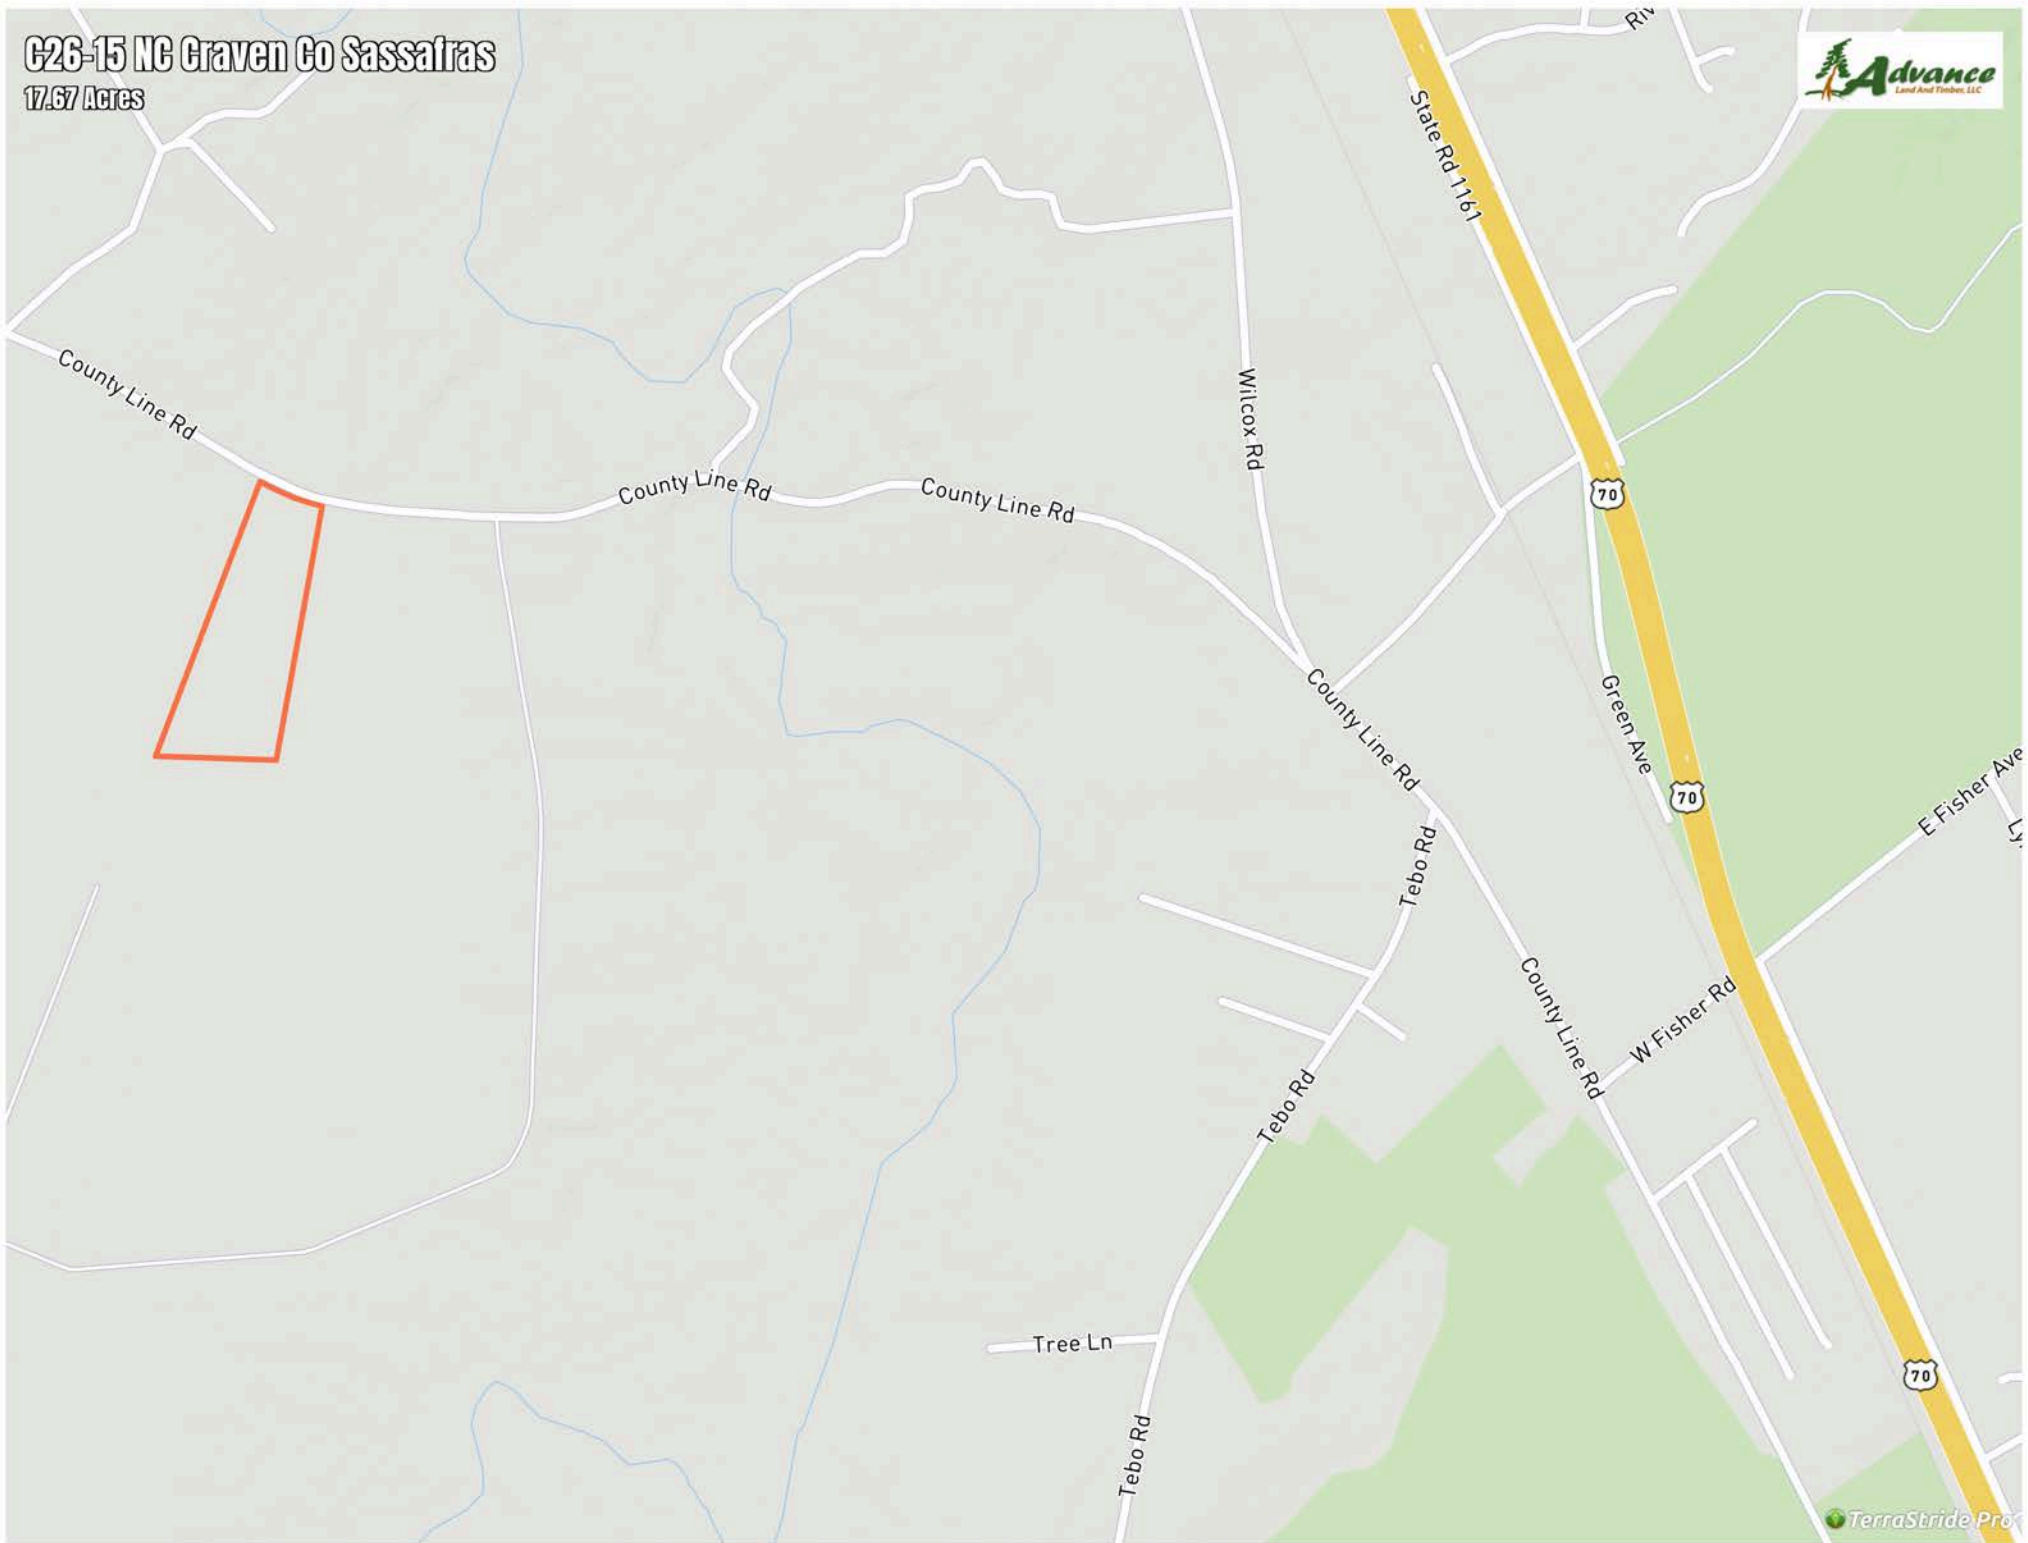 C26-15 NC Craven Co Sassafras
17.67 Acres
Advance
Land And Timber, LLC
Riv
State Rd 1161
County Line Rd
Wilcox Rd
County Line Rd
County Line Rd
70
County Line Rd
Green Ave
70
E Fisher Ave
Ly
Tebo Rd
County Line Rd
W Fisher Rd
Tebo Rd
Tree Ln
70
Tebo Rd
TerraStride Pro